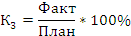 Кз = Факт / План * 100%